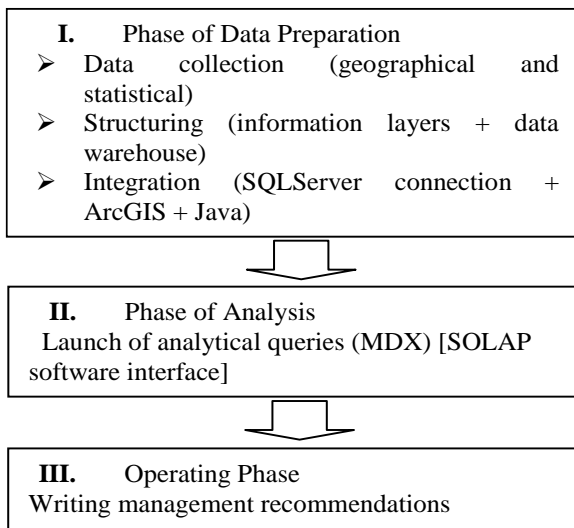 I. Phase of Data Preparation
➢ Data collection (geographical and
statistical)
➢ Structuring (information layers + data
warehouse)
➢ Integration (SQLServer connection +
ArcGIS + Java)
II. Phase of Analysis
Launch of analytical queries (MDX) [SOLAP
software interface]
III. Operating Phase
Writing management recommendations